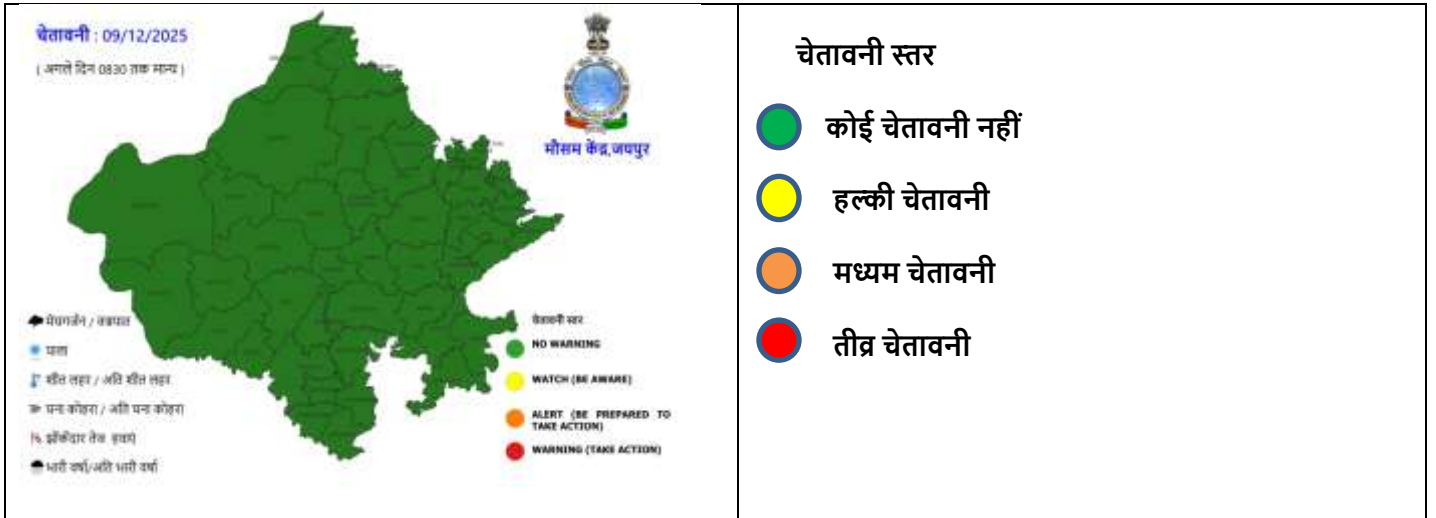 चेतावनी : 09/12/2025
( अगले दिन 0830 तक मान्य )
मौसम केंद्र,जयपुर
मेघगर्जन / वज्रपात
पाला
शीत लहर / अति शीत लहर
घना कोहरा / अति घना कोहरा
झोंकेदार तेज हवाएं
भारी वर्षा/अति भारी वर्षा
चेतावनी स्तर
NO WARNING
WATCH (BE AWARE)
ALERT (BE PREPARED TO
TAKE ACTION)
WARNING (TAKE ACTION)
चेतावनी स्तर
कोई चेतावनी नहीं
हल्की चेतावनी
मध्यम चेतावनी
तीव्र चेतावनी